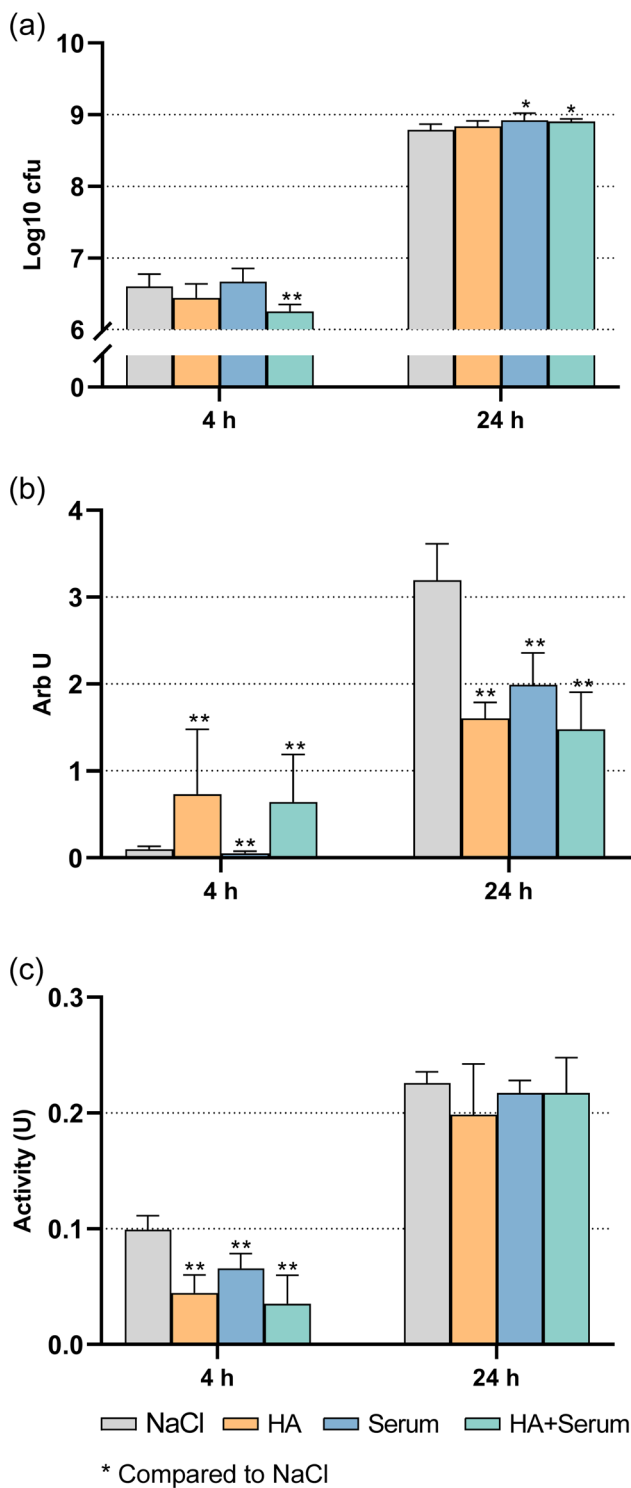 (a)
10
9
8
7
6
0
Log10 cfu
* *
**
4 h 24 h
(b)
4
3
2
1
0
Arb U
** ** ** ** ** **
4 h 24 h
(c)
0.3
0.2
0.1
0.0
Activity (U)
** ** **
4 h 24 h
NaCl HA Serum HA+Serum
* Compared to NaCl